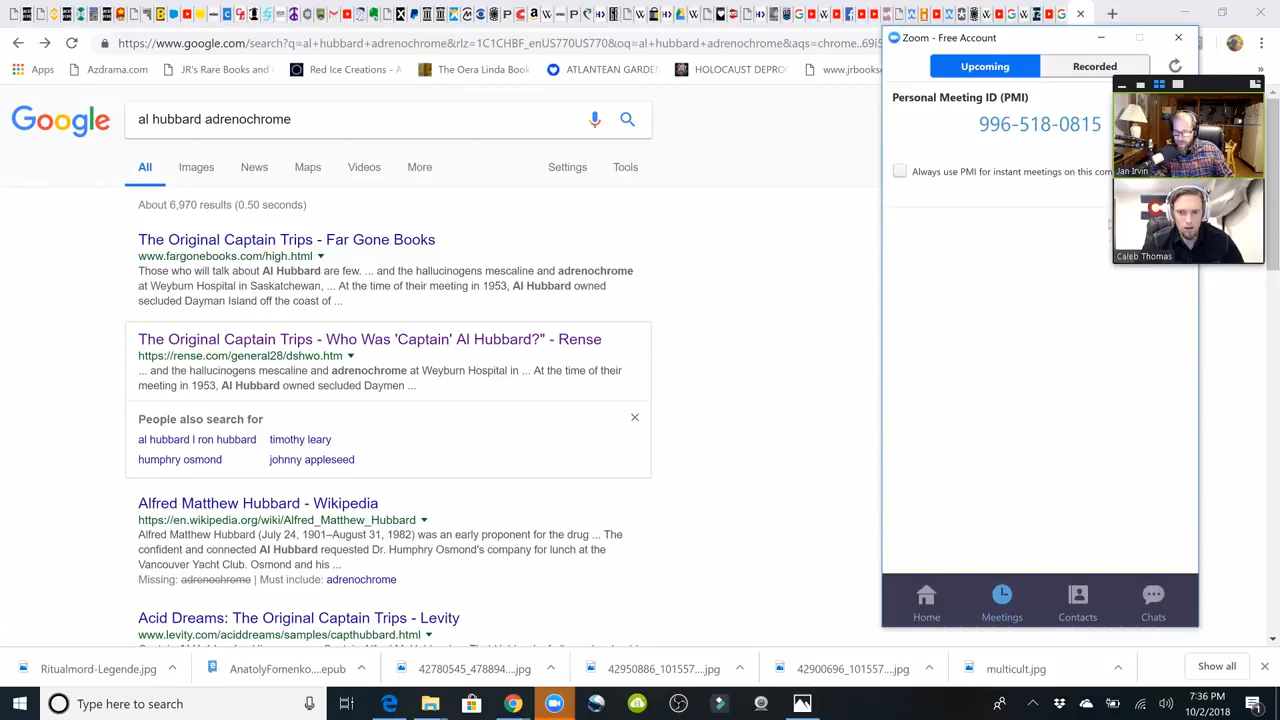 https://www.google.com/search?q=al+hubbard+adrenochrome&rlz=1C1CHBF_enUS770US770&oq=al+hubbard+adrenochrome&aqs=chrome..69i5
Apps
Azdrama.com
JR's Rare Books and
Red Ice Creations - A
The Oera Linda Book
ATLANTEAN GARDEN
HOLOCAUST DEPRO
www.jrbooks
»
Google
al hubbard adrenochrome
All Images News Maps Videos More Settings Tools
About 6,970 results (0.50 seconds)
The Original Captain Trips - Far Gone Books
www.fargonebooks.com/high.html
Those who will talk about Al Hubbard are few. ... and the hallucinogens mescaline and adrenochrome
at Weyburn Hospital in Saskatchewan, ... At the time of their meeting in 1953, Al Hubbard owned
secluded Dayman Island off the coast of ...
The Original Captain Trips - Who Was 'Captain' Al Hubbard?" - Rense
https://rense.com/general28/dshwo.htm
... and the hallucinogens mescaline and adrenochrome at Weyburn Hospital in ... At the time of their
meeting in 1953, Al Hubbard owned secluded Daymen ...
People also search for
al hubbard l ron hubbard timothy leary
humphry osmond johnny appleseed
Alfred Matthew Hubbard - Wikipedia
https://en.wikipedia.org/wiki/Alfred_Matthew_Hubbard
Alfred Matthew Hubbard (July 24, 1901–August 31, 1982) was an early proponent for the drug ... The
confident and connected Al Hubbard requested Dr. Humphry Osmond's company for lunch at the
Vancouver Yacht Club. Osmond and his ...
Missing: adrenochrome | Must include: adrenochrome
Acid Dreams: The Original Captain Trips - Levity
www.levity.com/aciddreams/samples/capthubbard.html
Zoom - Free Account
Upcoming Recorded
Personal Meeting ID (PMI)
996-518-0815
Always use PMI for instant meetings on this com
Jan Irvin
Caleb Thomas
Home Meetings Contacts Chats
Ritualmord-Legende.jpg
AnatolyFomenko....epub
42780545_478894....jpg
42950886_101557....jpg
42900696_101557....jpg
multicult.jpg
Show all
Type here to search
7:36 PM
10/2/2018